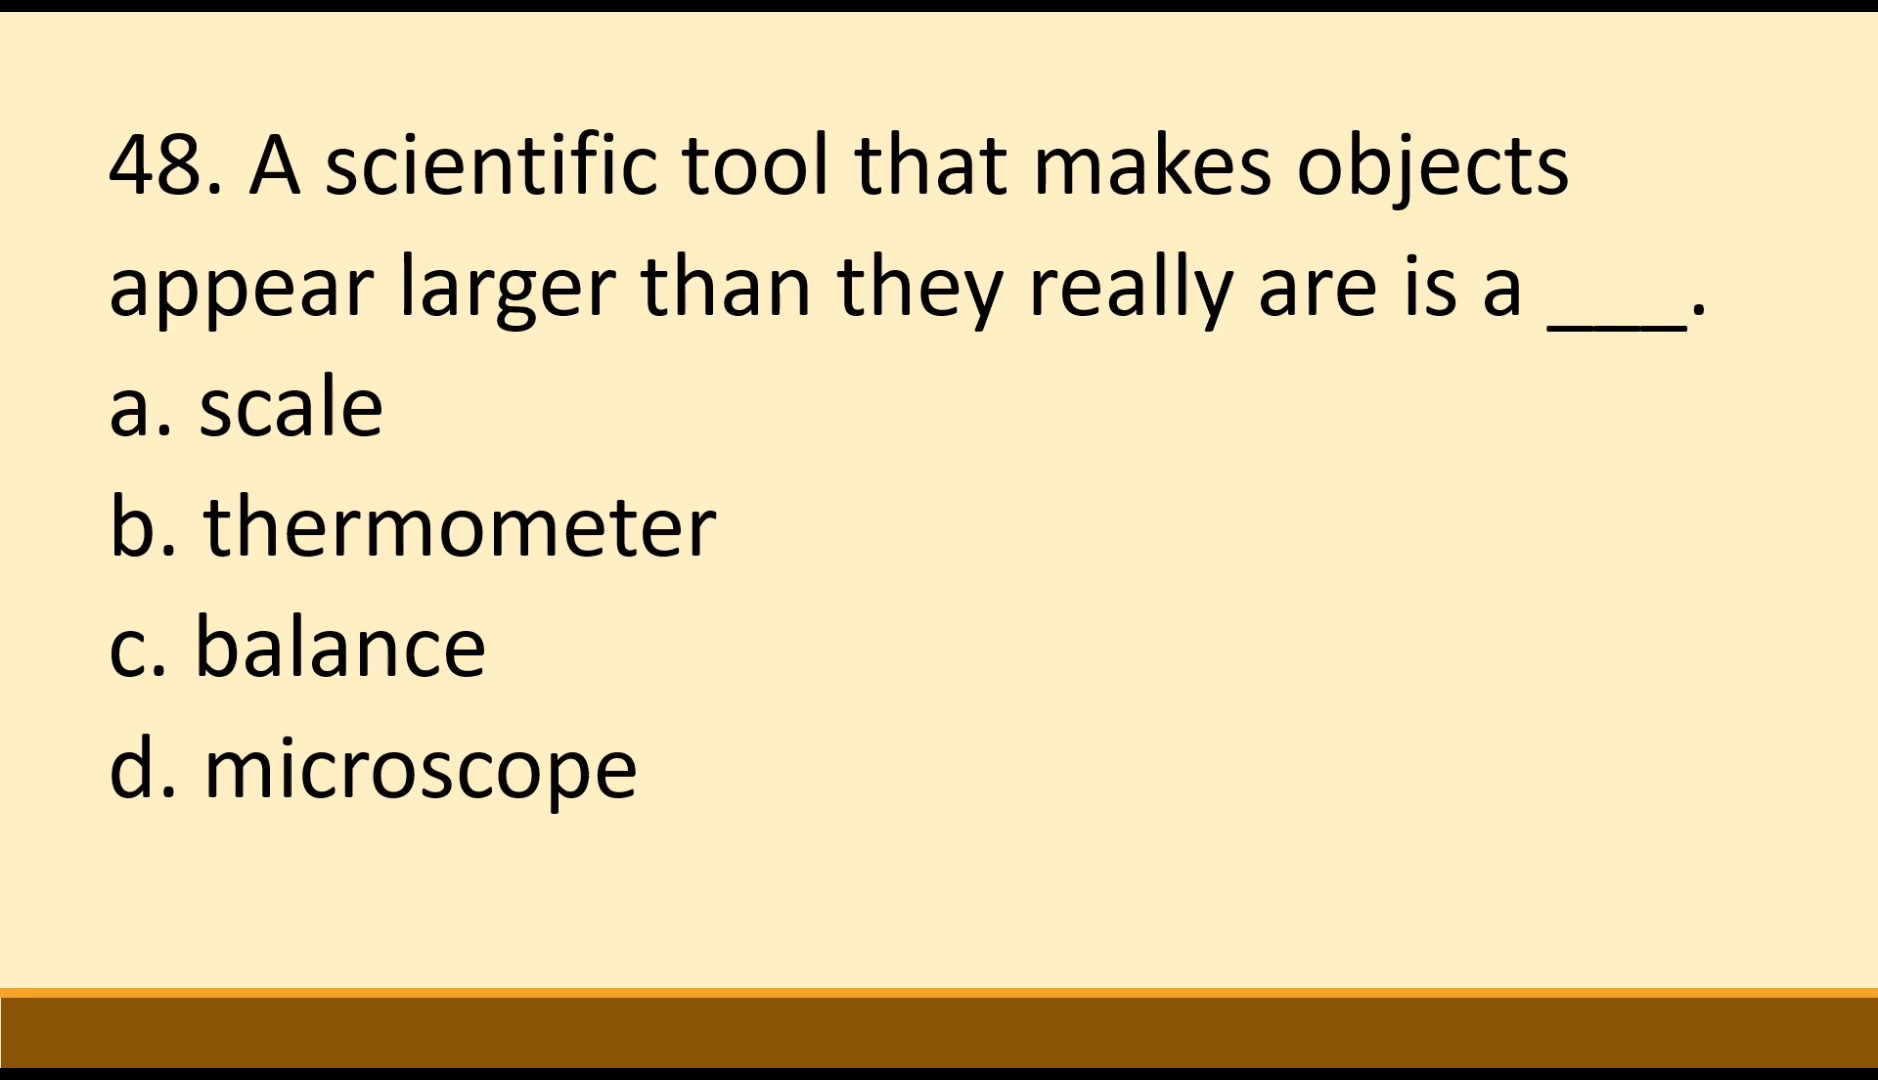 48. A scientific tool that makes objects
appear larger than they really are is a ___.
a. scale
b. thermometer
c. balance
d. microscope